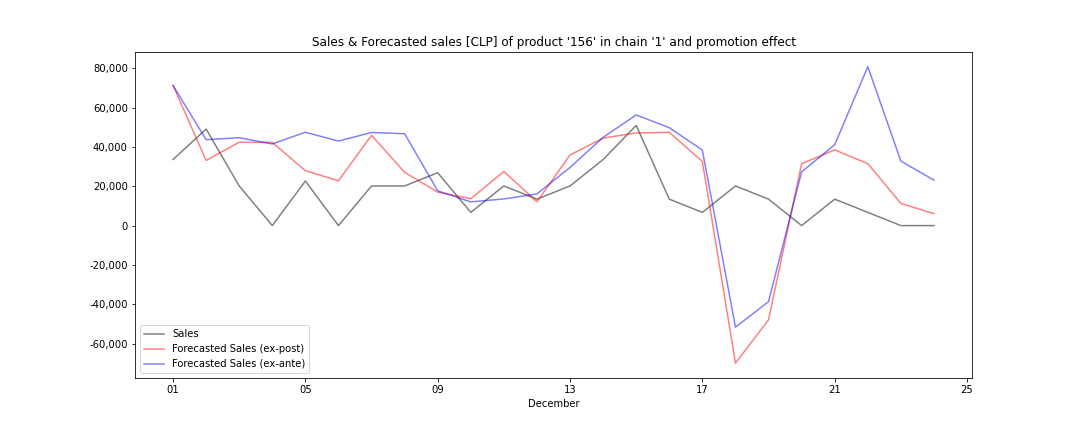 Sales & Forecasted sales [CLP] of product '156' in chain '1' and promotion effect
80,000
60,000
40,000
20,000
0
-20,000
-40,000
-60,000
Sales
Forecasted Sales (ex-post)
Forecasted Sales (ex-ante)
01 05 09 13 17 21 25
December